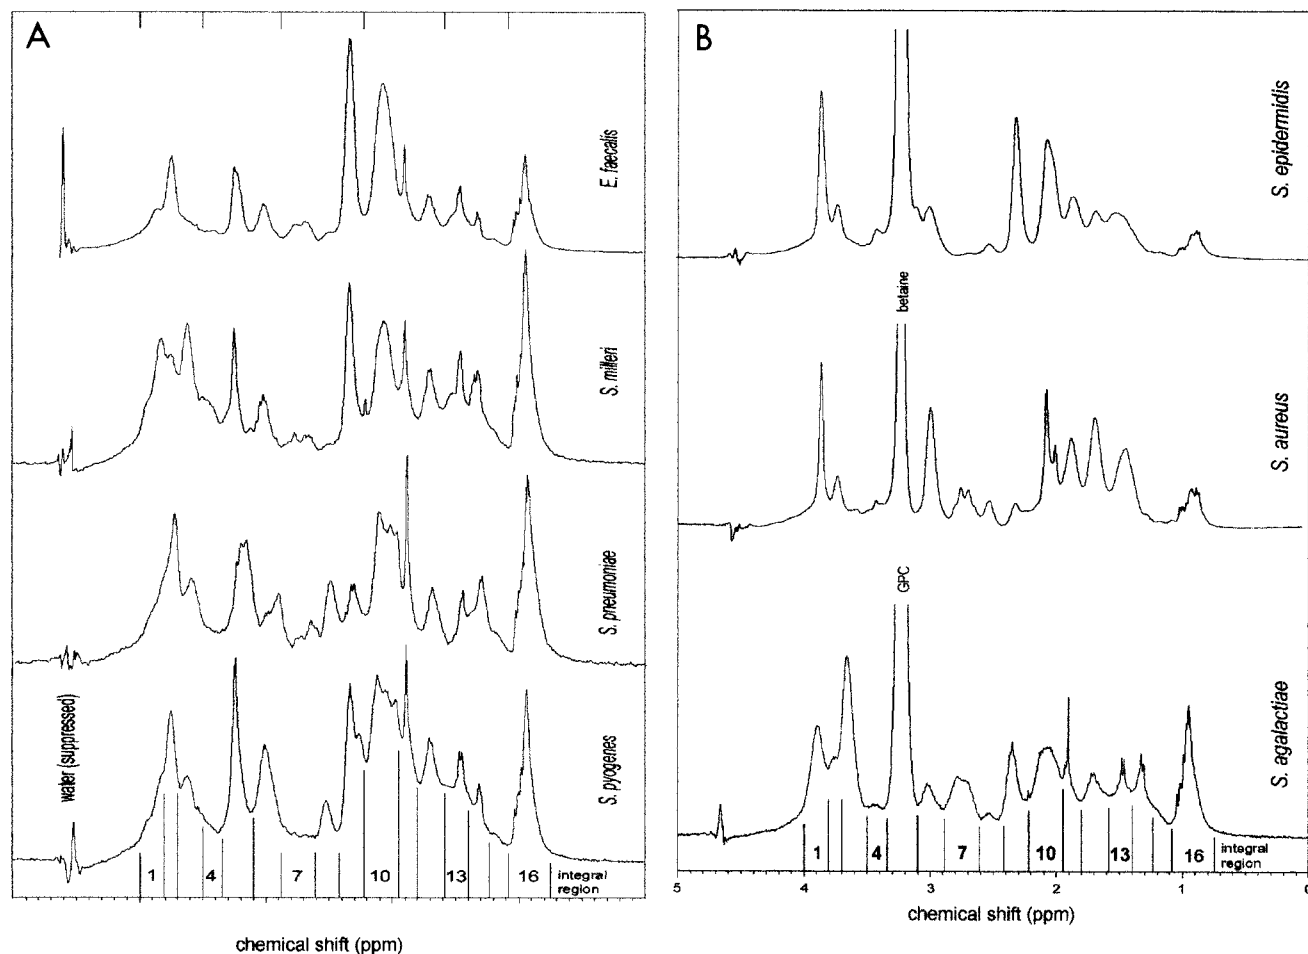 A
E. faecalis
S. milleri
S. pneumoniae
S. pyogenes
water (suppressed)
1 4 7 10 13 16 integral
region
chemical shift (ppm)
B
S. epidermidis
betaine
S. aureus
GPC
S. agalactiae
1 4 7 10 13 16 integral
region
5 4 3 2 1 0
chemical shift (ppm)